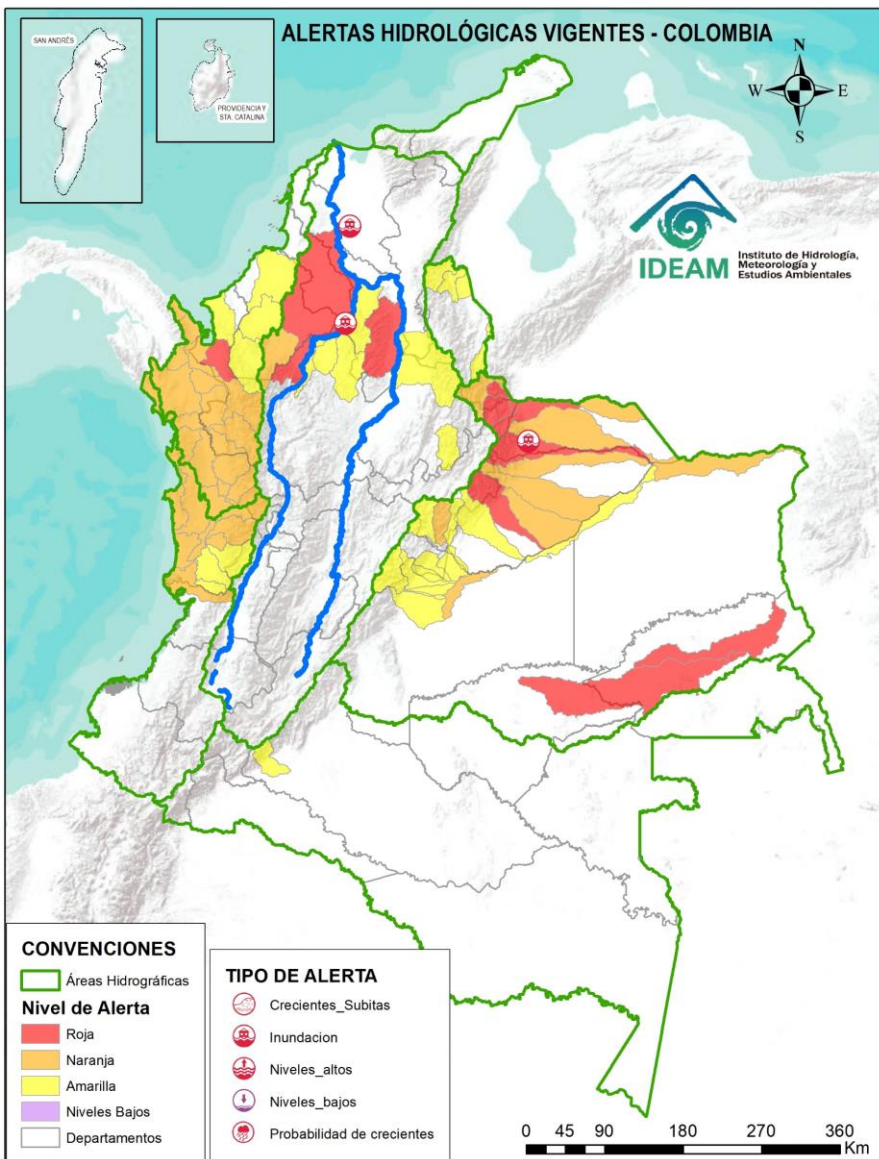 ALERTAS HIDROLÓGICAS VIGENTES - COLOMBIA
SAN ANDRÉS
PROVIDENCIA Y
STA. CATALINA
N
W
E
S
IDEAM
Instituto de Hidrología,
Meteorología y
Estudios Ambientales
CONVENCIONES
Áreas Hidrográficas
Nivel de Alerta
Roja
Naranja
Amarilla
Niveles Bajos
Departamentos
TIPO DE ALERTA
Crecientes_Subitas
Inundacion
Niveles_altos
Niveles_bajos
Probabilidad de crecientes
0 45 90 180 270 360
Km